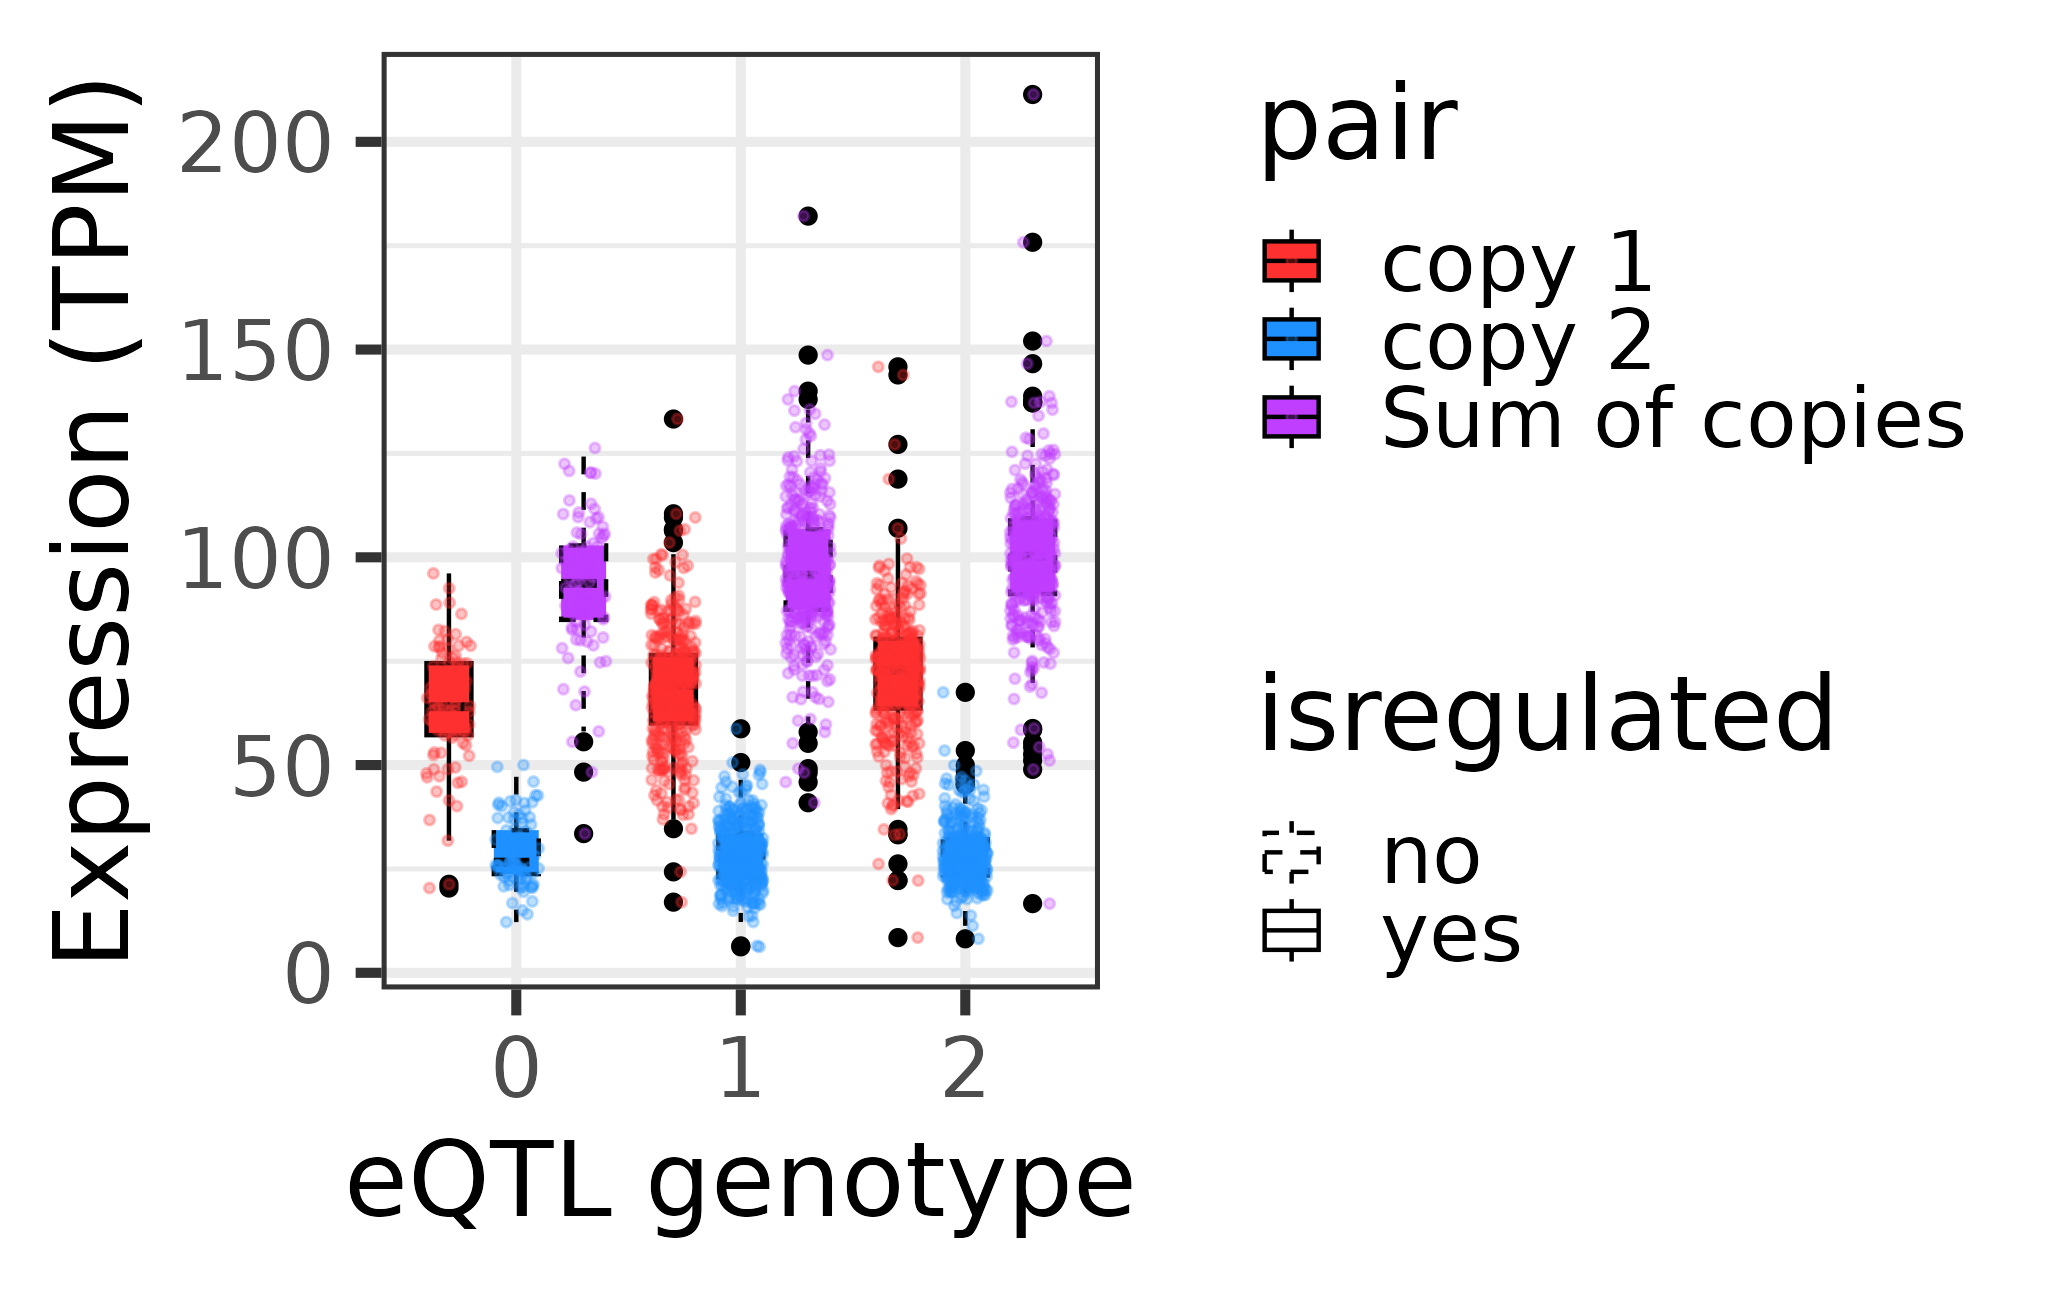 Expression (TPM)
200
150
100
50
0
0 1 2
eQTL genotype
pair
copy 1
copy 2
Sum of copies
isregulated
no
yes